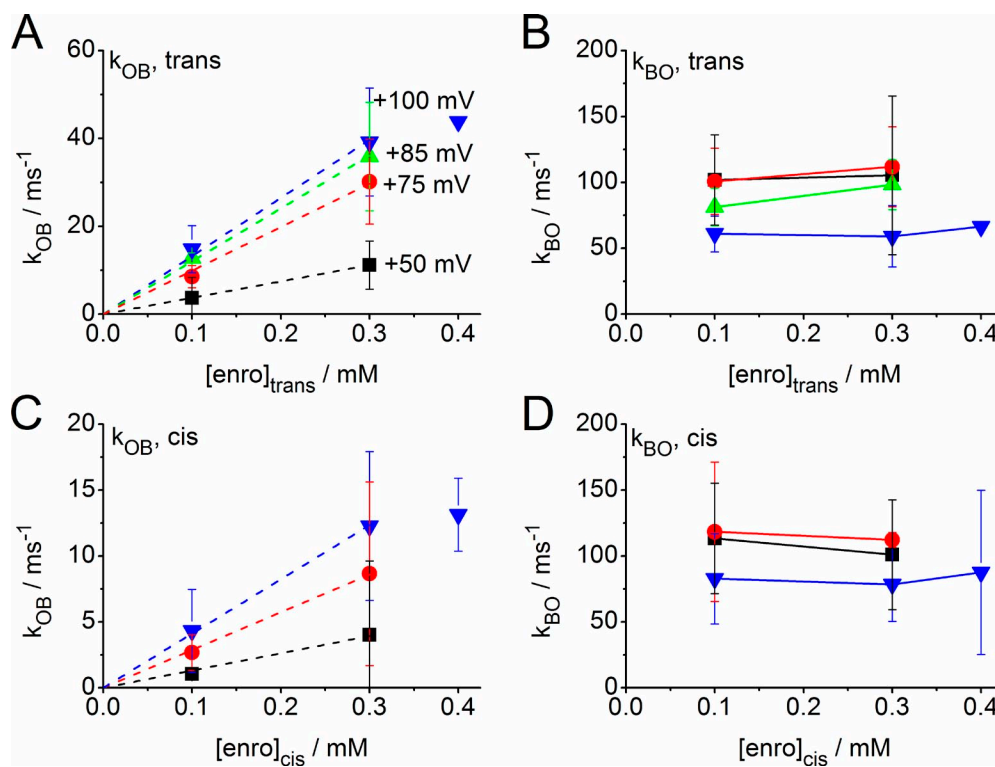 A
k_OB, trans
60
40
20
0
k_OB / ms⁻¹
+100 mV
+85 mV
+75 mV
+50 mV
0.0 0.1 0.2 0.3 0.4
[enro]_trans / mM
B
k_BO, trans
200
150
100
50
0
k_BO / ms⁻¹
0.0 0.1 0.2 0.3 0.4
[enro]_trans / mM
C
k_OB, cis
20
15
10
5
0
k_OB / ms⁻¹
0.0 0.1 0.2 0.3 0.4
[enro]_cis / mM
D
k_BO, cis
200
150
100
50
0
k_BO / ms⁻¹
0.0 0.1 0.2 0.3 0.4
[enro]_cis / mM